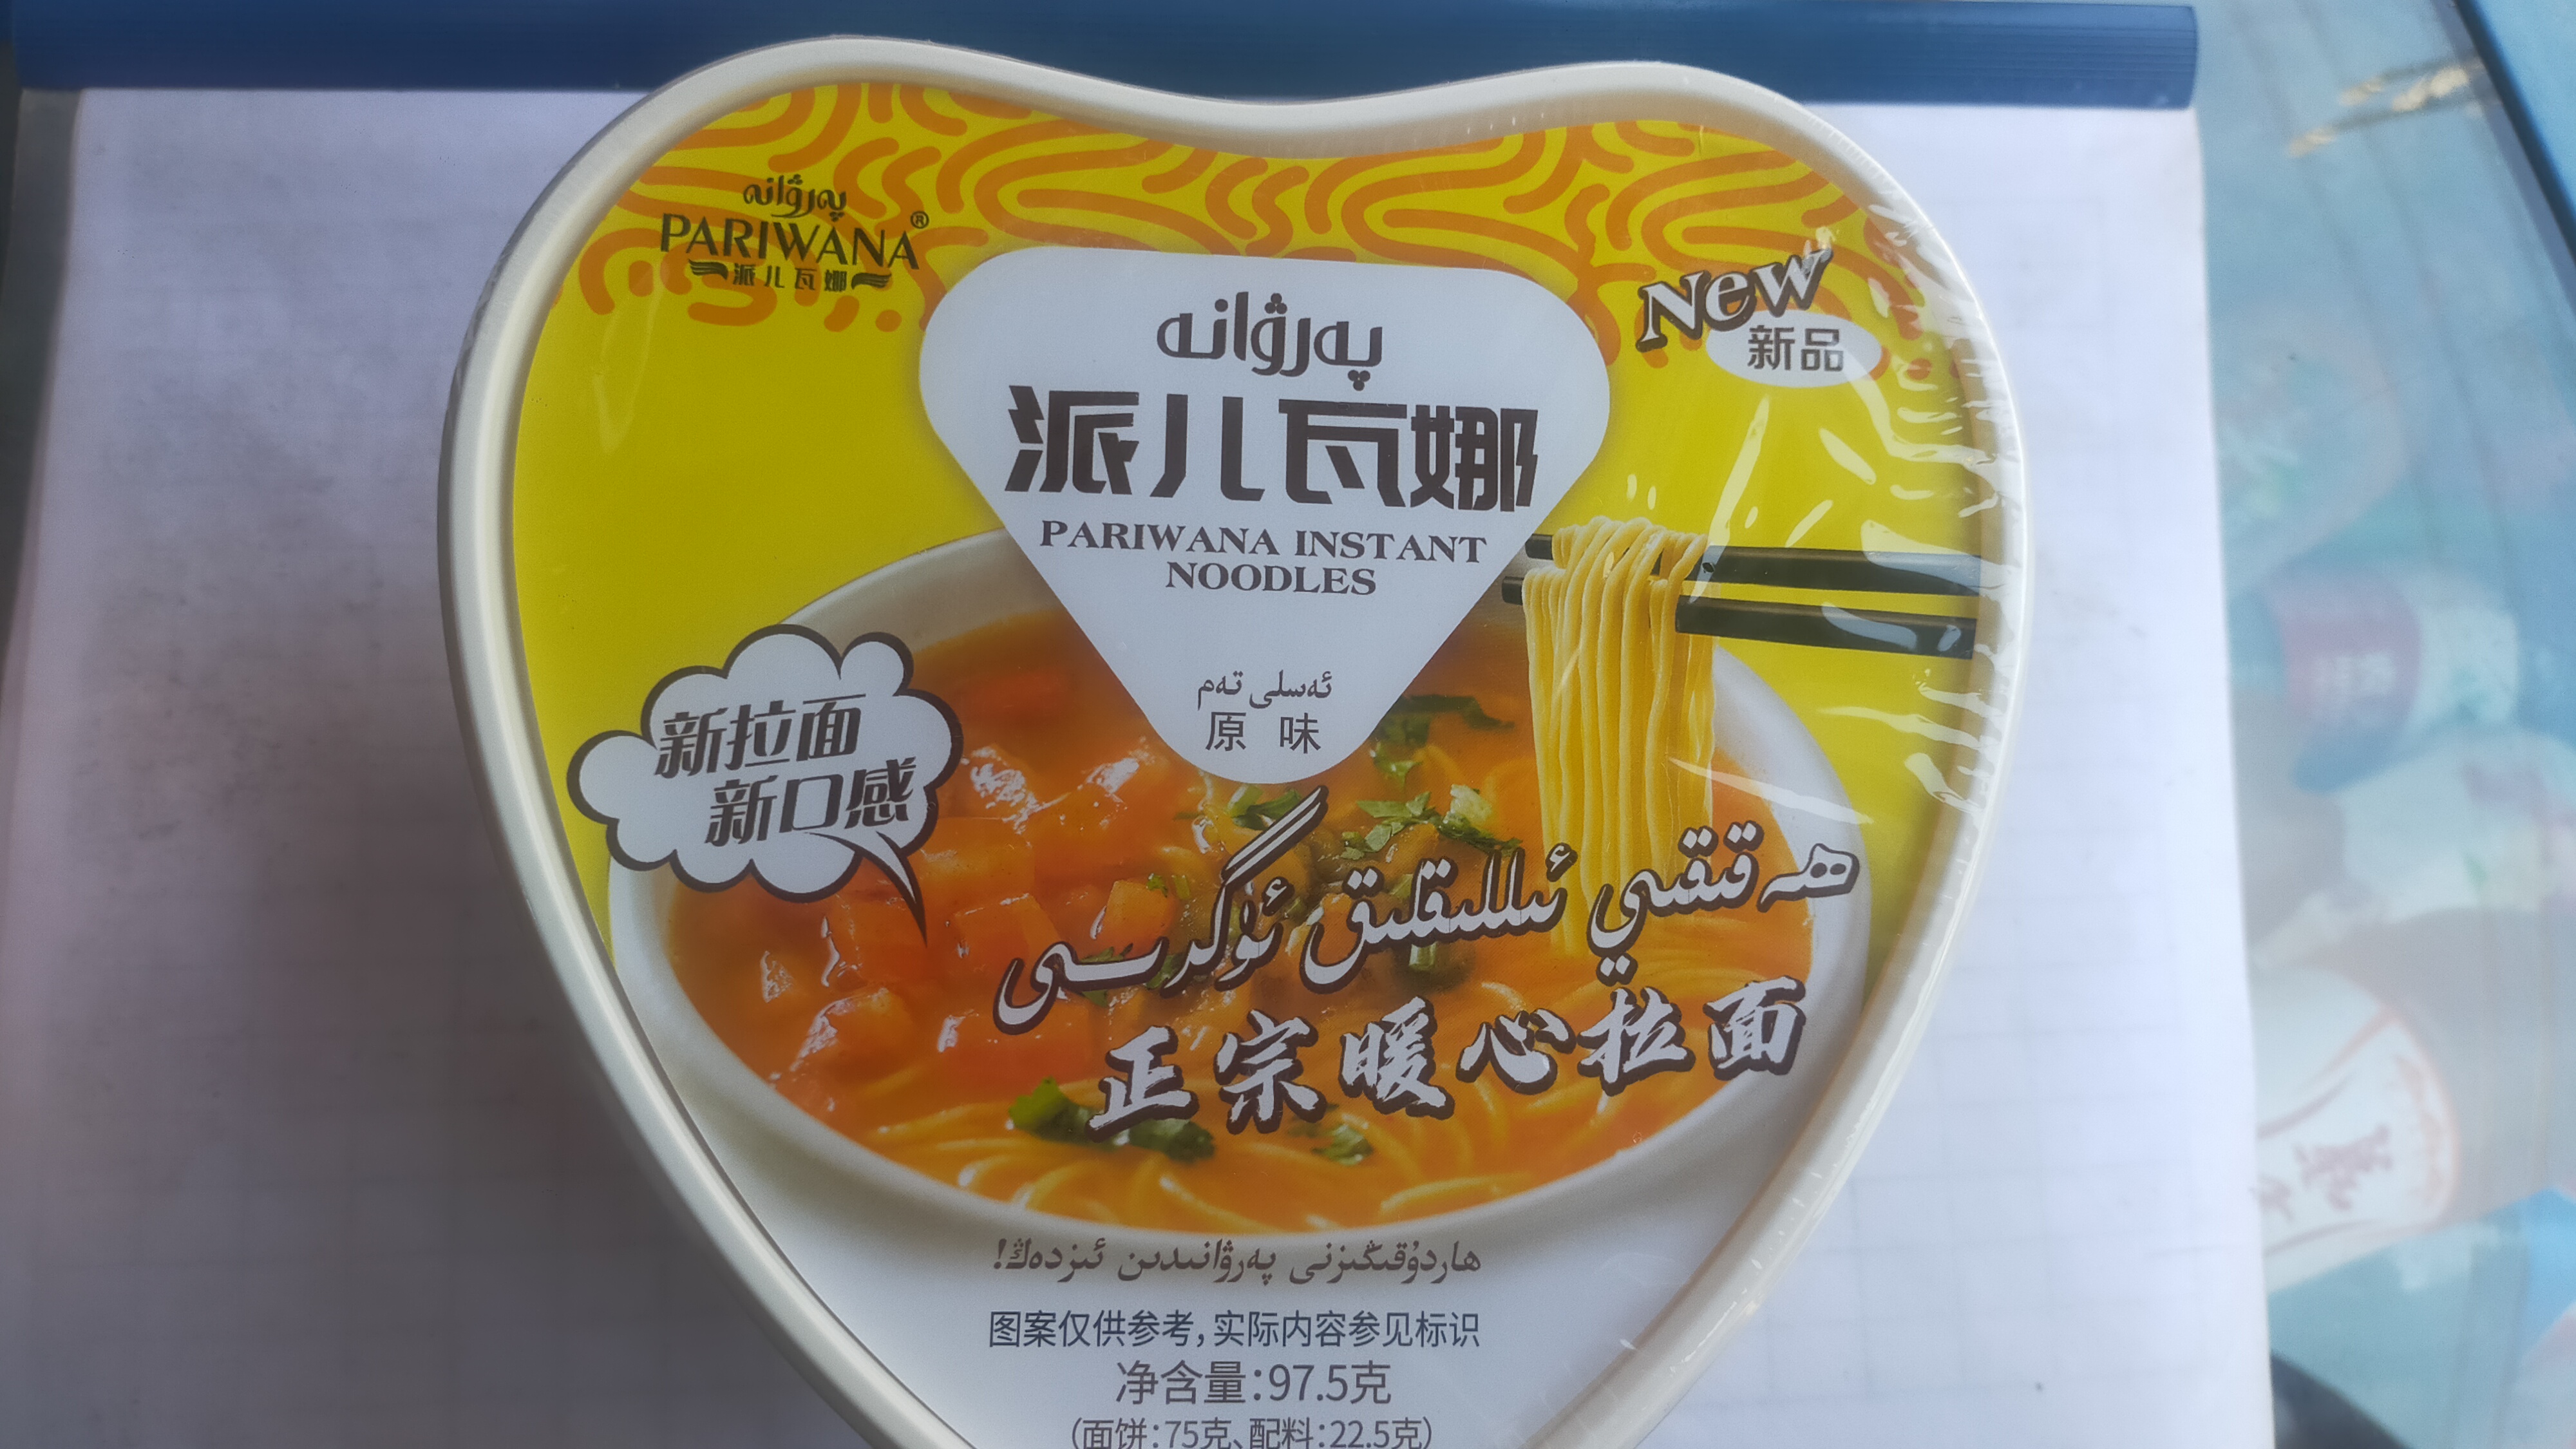 پەرۋانە
PARIWANA®
派儿瓦娜
New
新品
پەرۋانە
派儿瓦娜
PARIWANA INSTANT
NOODLES
ئەسلى تەم
原味
新拉面
新口感
ھەقىقىي ئىللىقلىق ئۈگرىسى
正宗暖心拉面
ھاردۇقىڭىزنى پەرۋانىدىن ئىزدەڭ!
图案仅供参考,实际内容参见标识
净含量:97.5克
(面饼:75克、配料:22.5克)